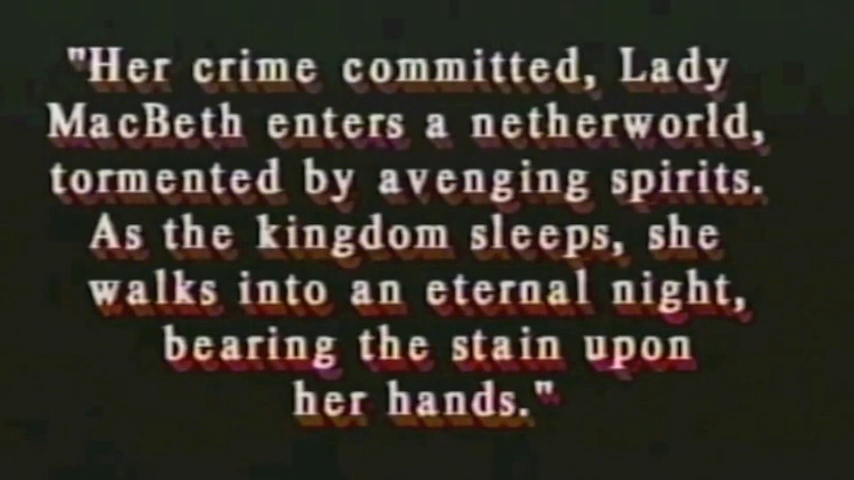 "Her crime committed, Lady
MacBeth enters a netherworld,
tormented by avenging spirits.
As the kingdom sleeps, she
walks into an eternal night,
bearing the stain upon
her hands."